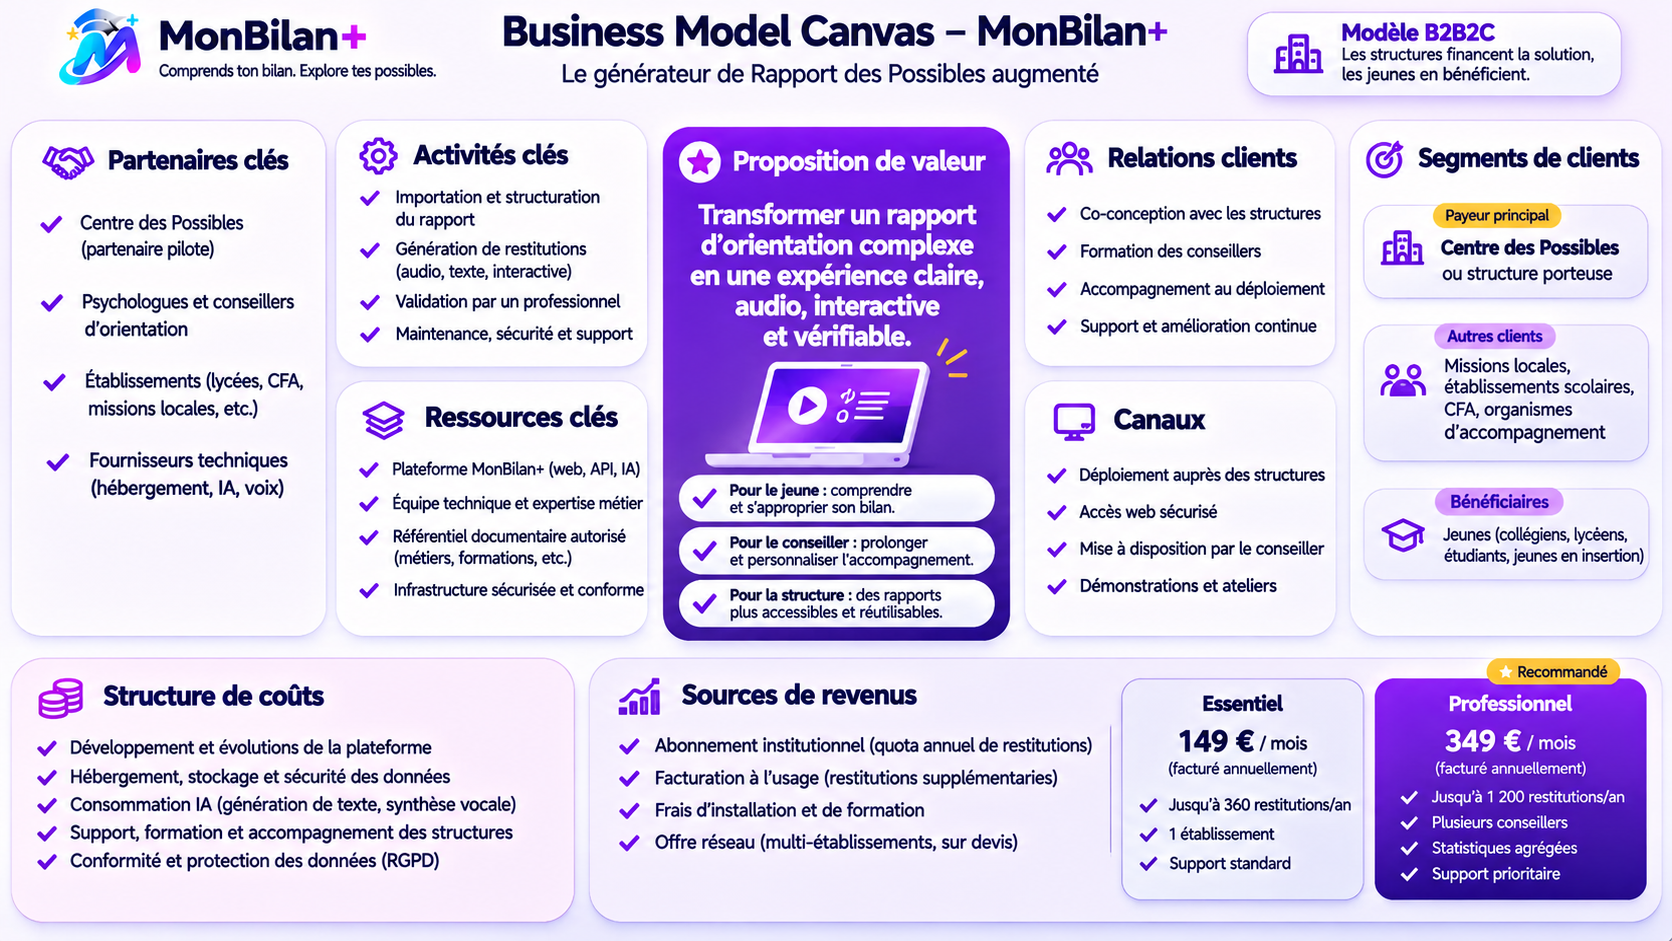 MonBilan+
Comprends ton bilan. Explore tes possibles.
Business Model Canvas – MonBilan+
Le générateur de Rapport des Possibles augmenté
Modèle B2B2C
Les structures financent la solution,
les jeunes en bénéficient.
Partenaires clés
Centre des Possibles
(partenaire pilote)
Psychologues et conseillers
d'orientation
Établissements (lycées, CFA,
missions locales, etc.)
Fournisseurs techniques
(hébergement, IA, voix)
Activités clés
Importation et structuration
du rapport
Génération de restitutions
(audio, texte, interactive)
Validation par un professionnel
Maintenance, sécurité et support
Ressources clés
Plateforme MonBilan+ (web, API, IA)
Équipe technique et expertise métier
Référentiel documentaire autorisé
(métiers, formations, etc.)
Infrastructure sécurisée et conforme
Proposition de valeur
Transformer un rapport
d'orientation complexe
en une expérience claire,
audio, interactive
et vérifiable.
Pour le jeune : comprendre
et s'approprier son bilan.
Pour le conseiller : prolonger
et personnaliser l'accompagnement.
Pour la structure : des rapports
plus accessibles et réutilisables.
Relations clients
Co-conception avec les structures
Formation des conseillers
Accompagnement au déploiement
Support et amélioration continue
Canaux
Déploiement auprès des structures
Accès web sécurisé
Mise à disposition par le conseiller
Démonstrations et ateliers
Segments de clients
Payeur principal
Centre des Possibles
ou structure porteuse
Autres clients
Missions locales,
établissements scolaires,
CFA, organismes
d'accompagnement
Bénéficiaires
Jeunes (collégiens, lycéens,
étudiants, jeunes en insertion)
Structure de coûts
Développement et évolutions de la plateforme
Hébergement, stockage et sécurité des données
Consommation IA (génération de texte, synthèse vocale)
Support, formation et accompagnement des structures
Conformité et protection des données (RGPD)
Sources de revenus
Abonnement institutionnel (quota annuel de restitutions)
Facturation à l'usage (restitutions supplémentaires)
Frais d'installation et de formation
Offre réseau (multi-établissements, sur devis)
Essentiel
149 € / mois
(facturé annuellement)
Jusqu'à 360 restitutions/an
1 établissement
Support standard
Recommandé
Professionnel
349 € / mois
(facturé annuellement)
Jusqu'à 1 200 restitutions/an
Plusieurs conseillers
Statistiques agrégées
Support prioritaire